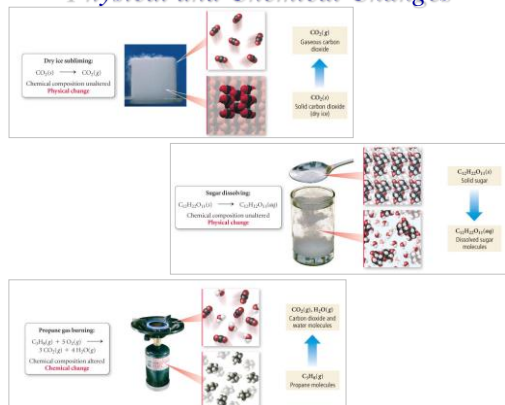 Physical and Chemical Changes
Dry ice subliming:
CO₂(s) ⟶ CO₂(g)
Chemical composition unaltered
Physical change
CO₂(g)
Gaseous carbon
dioxide
CO₂(s)
Solid carbon dioxide
(dry ice)
Sugar dissolving:
C₁₂H₂₂O₁₁(s) ⟶ C₁₂H₂₂O₁₁(aq)
Chemical composition unaltered
Physical change
C₁₂H₂₂O₁₁(s)
Solid sugar
C₁₂H₂₂O₁₁(aq)
Dissolved sugar
molecules
Propane gas burning:
C₃H₈(g) + 5 O₂(g) ⟶
3 CO₂(g) + 4 H₂O(g)
Chemical composition altered
Chemical change
CO₂(g), H₂O(g)
Carbon dioxide and
water molecules
C₃H₈(g)
Propane molecules